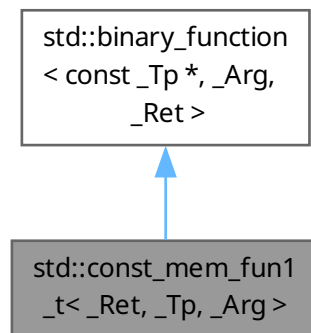 std::binary_function
< const _Tp *, _Arg,
_Ret >
std::const_mem_fun1
_t< _Ret, _Tp, _Arg >